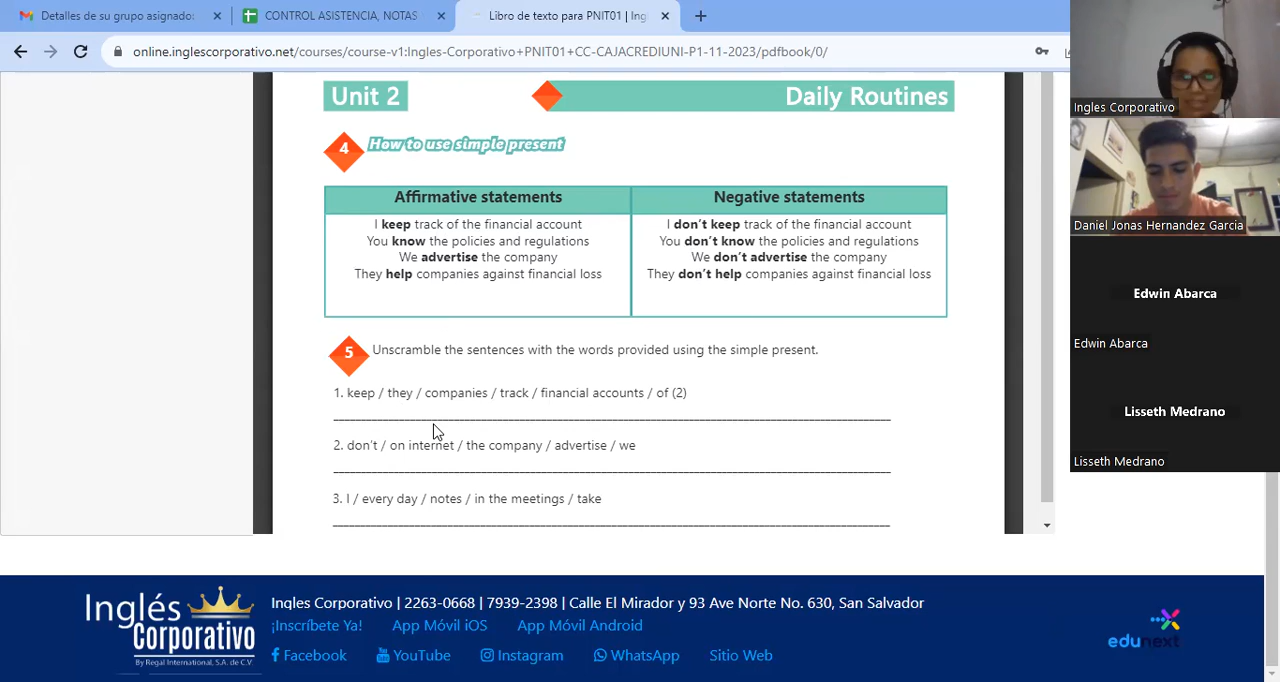 Detalles de su grupo asignado:
CONTROL ASISTENCIA, NOTAS
Libro de texto para PNIT01 | Ingl
online.inglescorporativo.net/courses/course-v1:Ingles-Corporativo+PNIT01+CC-CAJACREDIUNI-P1-11-2023/pdfbook/0/
Unit 2
Daily Routines
4 How to use simple present
Affirmative statements
I keep track of the financial account
You know the policies and regulations
We advertise the company
They help companies against financial loss
Negative statements
I don't keep track of the financial account
You don't know the policies and regulations
We don't advertise the company
They don't help companies against financial loss
5 Unscramble the sentences with the words provided using the simple present.
1. keep / they / companies / track / financial accounts / of (2)
2. don't / on internet / the company / advertise / we
3. I / every day / notes / in the meetings / take
Ingles Corporativo
Daniel Jonas Hernandez Garcia
Edwin Abarca
Edwin Abarca
Lisseth Medrano
Lisseth Medrano
Inglés
Corporativo
By Regal International, S.A. de C.V.
Ingles Corporativo | 2263-0668 | 7939-2398 | Calle El Mirador y 93 Ave Norte No. 630, San Salvador
¡Inscríbete Ya! App Móvil iOS App Móvil Android
Facebook YouTube Instagram WhatsApp Sitio Web
edunext